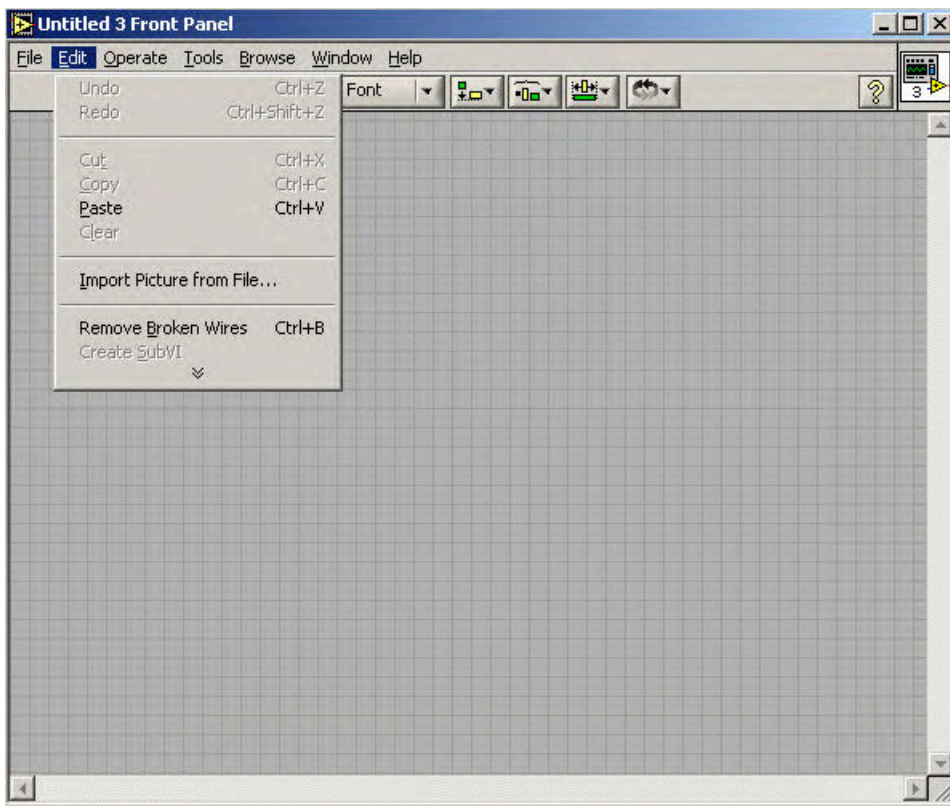 Untitled 3 Front Panel
File Edit Operate Tools Browse Window Help
Font
3
Undo Ctrl+Z
Redo Ctrl+Shift+Z
Cut Ctrl+X
Copy Ctrl+C
Paste Ctrl+V
Clear
Import Picture from File...
Remove Broken Wires Ctrl+B
Create SubVI